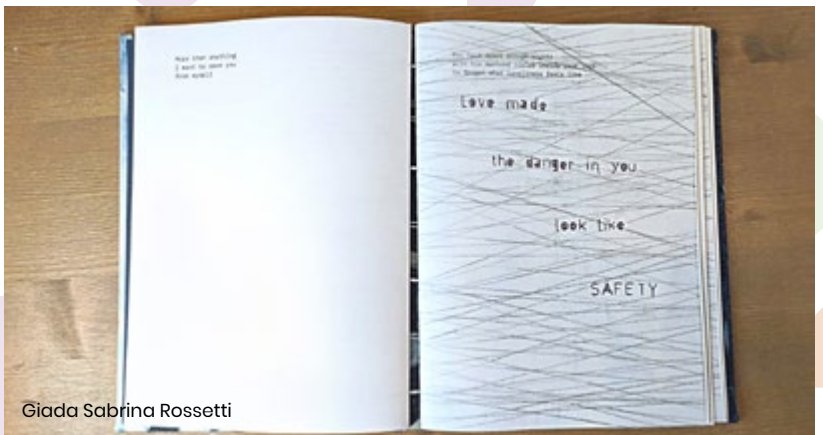 More than anything
I want to save you
from myself
Love made
the danger in you
look like
SAFETY
Giada Sabrina Rossetti